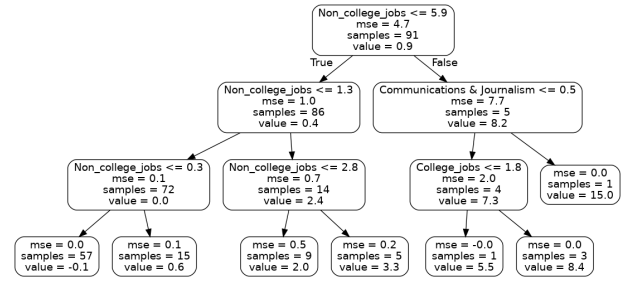 Non_college_jobs <= 5.9
mse = 4.7
samples = 91
value = 0.9
True
False
Non_college_jobs <= 1.3
mse = 1.0
samples = 86
value = 0.4
Communications & Journalism <= 0.5
mse = 7.7
samples = 5
value = 8.2
Non_college_jobs <= 0.3
mse = 0.1
samples = 72
value = 0.0
Non_college_jobs <= 2.8
mse = 0.7
samples = 14
value = 2.4
College_jobs <= 1.8
mse = 2.0
samples = 4
value = 7.3
mse = 0.0
samples = 1
value = 15.0
mse = 0.0
samples = 57
value = -0.1
mse = 0.1
samples = 15
value = 0.6
mse = 0.5
samples = 9
value = 2.0
mse = 0.2
samples = 5
value = 3.3
mse = -0.0
samples = 1
value = 5.5
mse = 0.0
samples = 3
value = 8.4